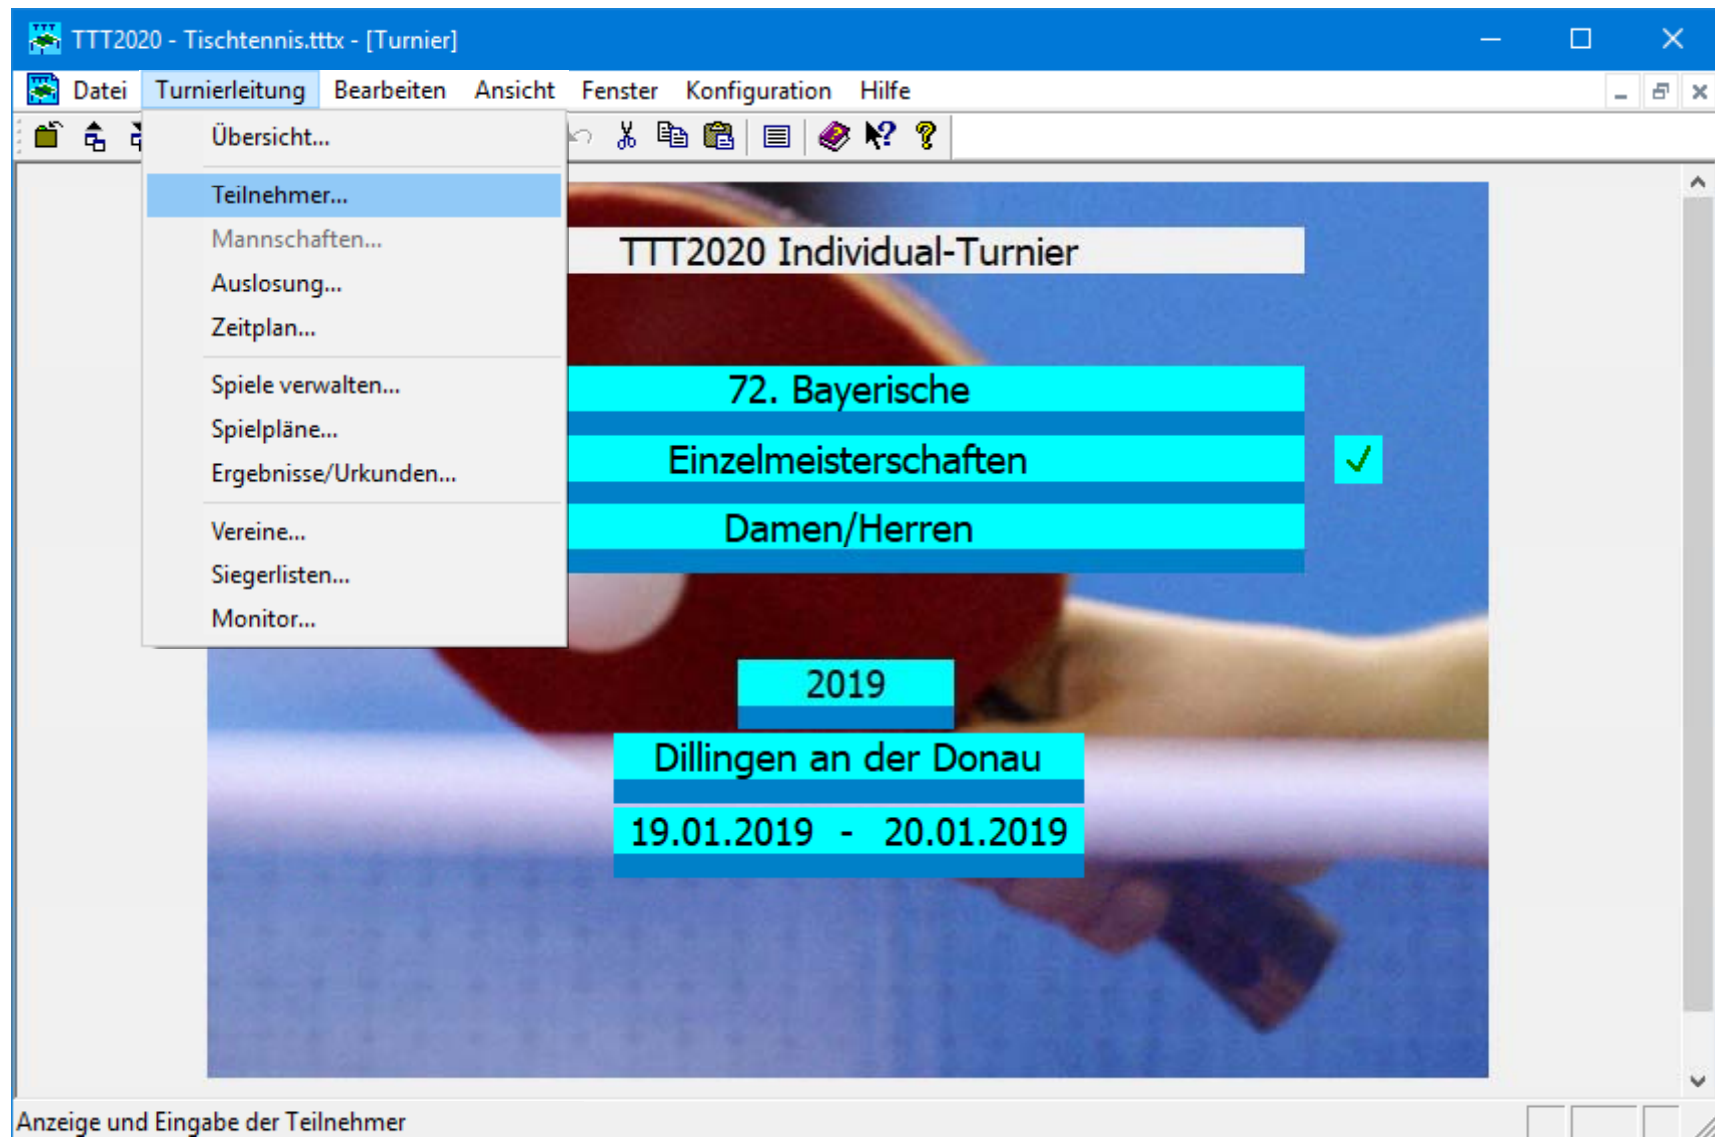 TTT2020 - Tischtennis.tttx - [Turnier]
Datei Turnierleitung Bearbeiten Ansicht Fenster Konfiguration Hilfe
Übersicht...
Teilnehmer...
Mannschaften...
Auslosung...
Zeitplan...
Spiele verwalten...
Spielpläne...
Ergebnisse/Urkunden...
Vereine...
Siegerlisten...
Monitor...
TTT2020 Individual-Turnier
72. Bayerische
Einzelmeisterschaften
Damen/Herren
2019
Dillingen an der Donau
19.01.2019 - 20.01.2019
Anzeige und Eingabe der Teilnehmer